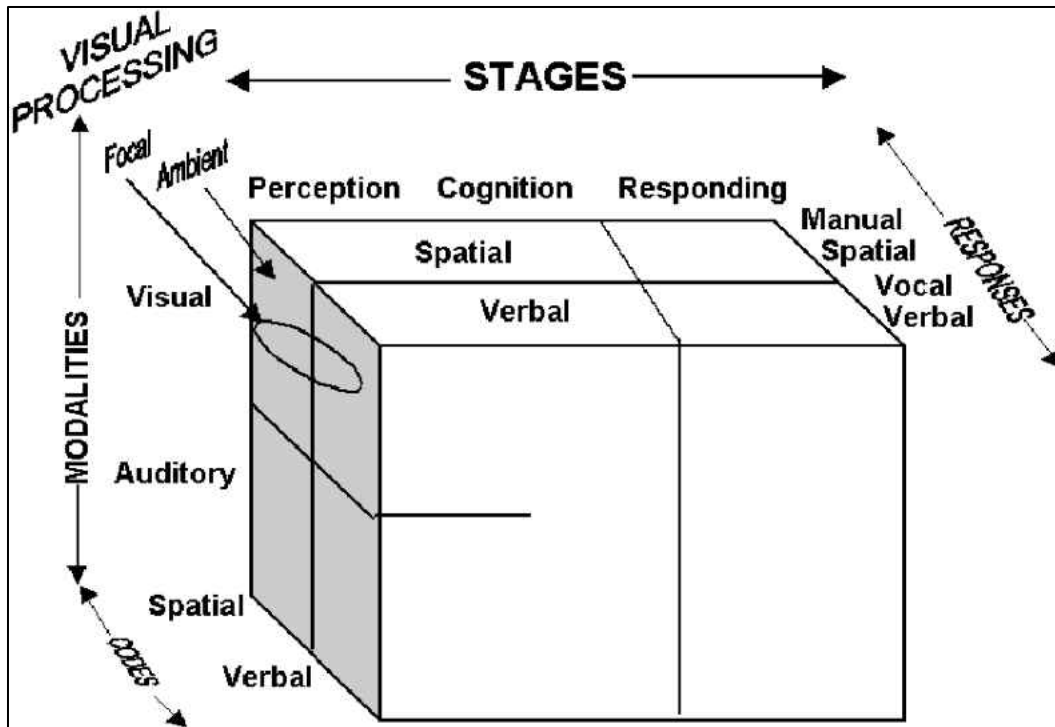 VISUAL
PROCESSING
STAGES
Focal
Ambient
Perception Cognition Responding
Manual
Spatial
Vocal
Verbal
RESPONSES
Spatial
Verbal
Visual
MODALITIES
Auditory
Spatial
Verbal
CODES